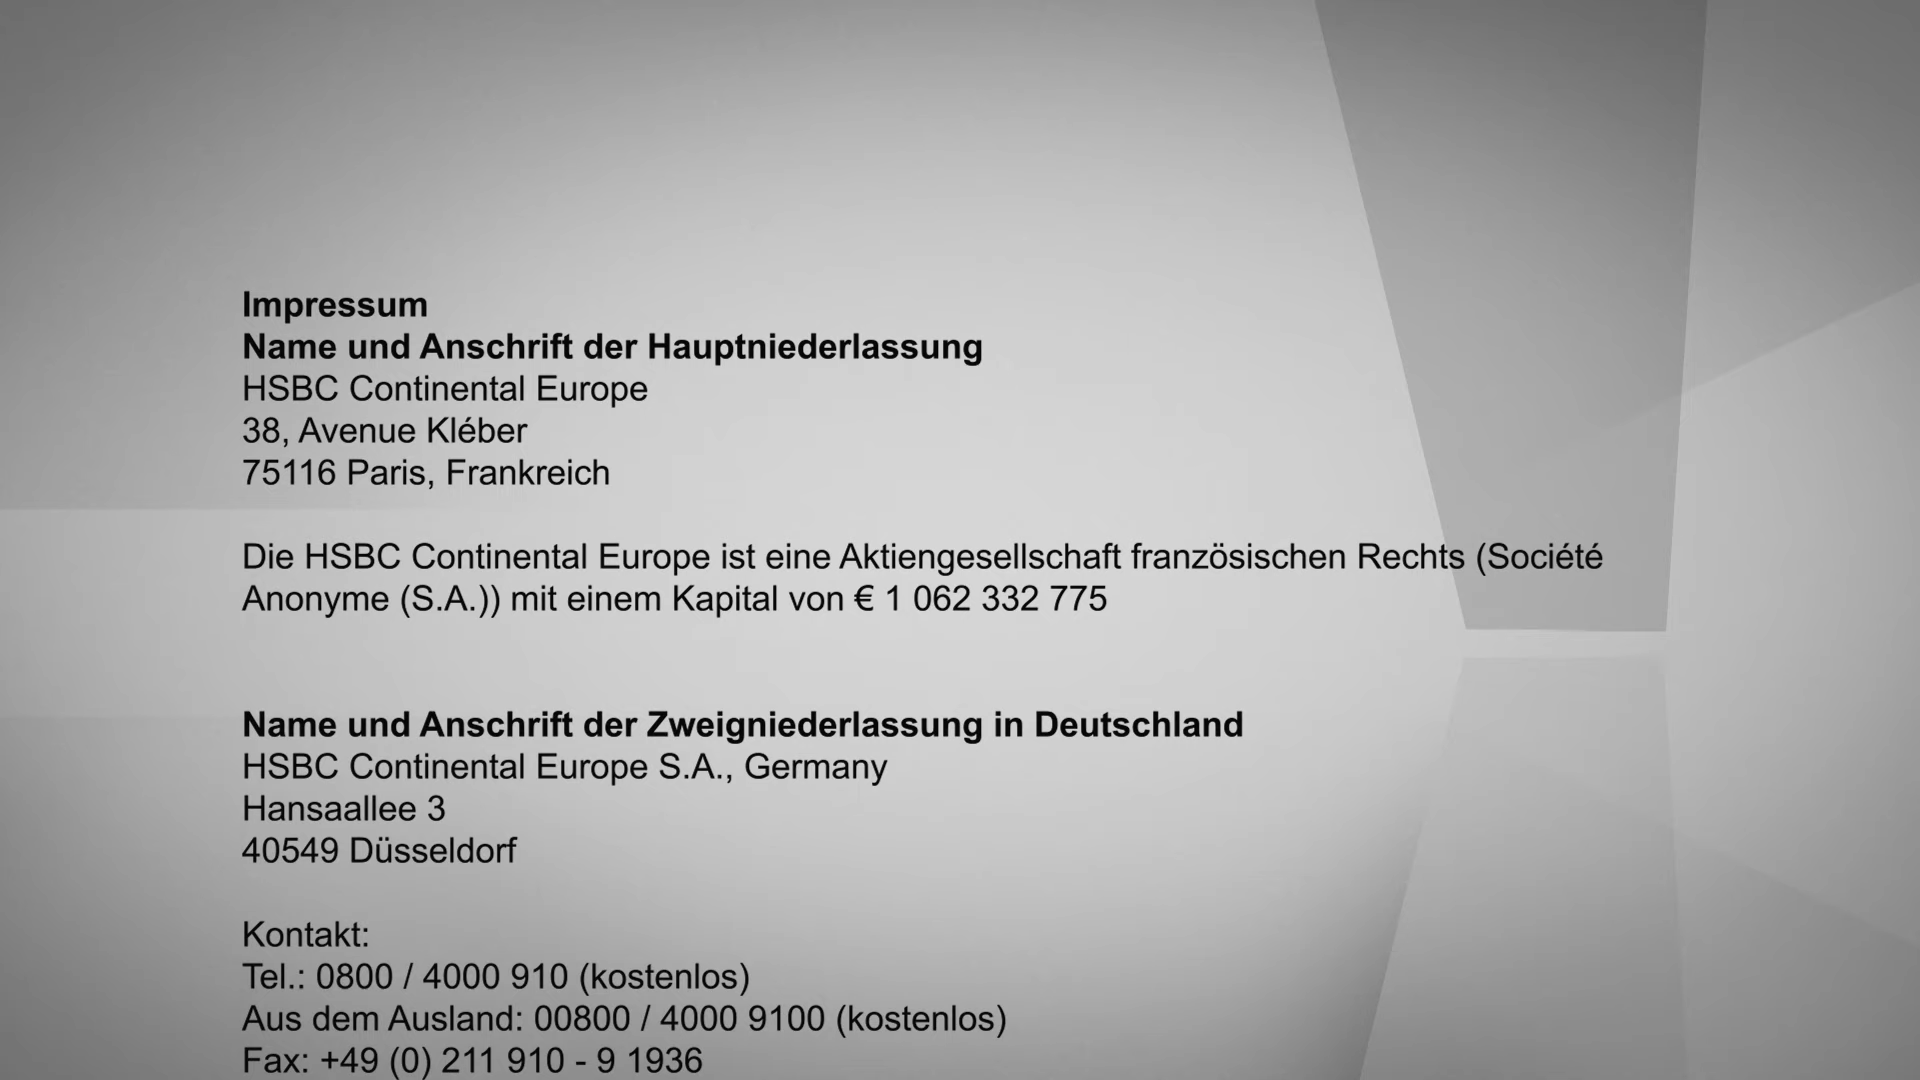 Impressum
Name und Anschrift der Hauptniederlassung
HSBC Continental Europe
38, Avenue Kléber
75116 Paris, Frankreich
Die HSBC Continental Europe ist eine Aktiengesellschaft französischen Rechts (Société
Anonyme (S.A.)) mit einem Kapital von € 1 062 332 775
Name und Anschrift der Zweigniederlassung in Deutschland
HSBC Continental Europe S.A., Germany
Hansaallee 3
40549 Düsseldorf
Kontakt:
Tel.: 0800 / 4000 910 (kostenlos)
Aus dem Ausland: 00800 / 4000 9100 (kostenlos)
Fax: +49 (0) 211 910 - 9 1936